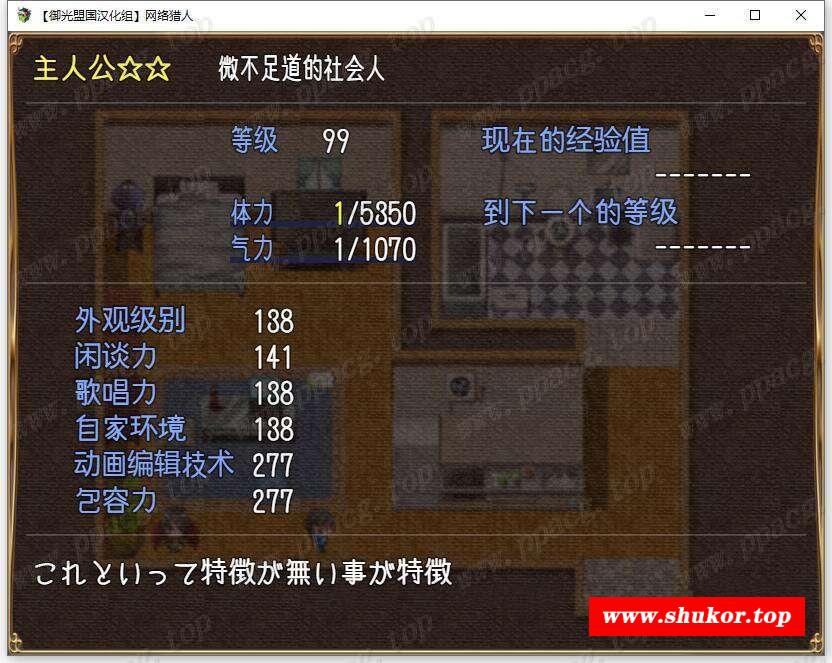 【御光盟国汉化组】网络猎人
主人公☆☆ 微不足道的社会人
等级 99 现在的经验值
-------
体力 1/5350 到下一个的等级
气力 1/1070 -------
外观级别 138
闲谈力 141
歌唱力 138
自家环境 138
动画编辑技术 277
包容力 277
これといって特徴が無い事が特徴
www.shukor.top